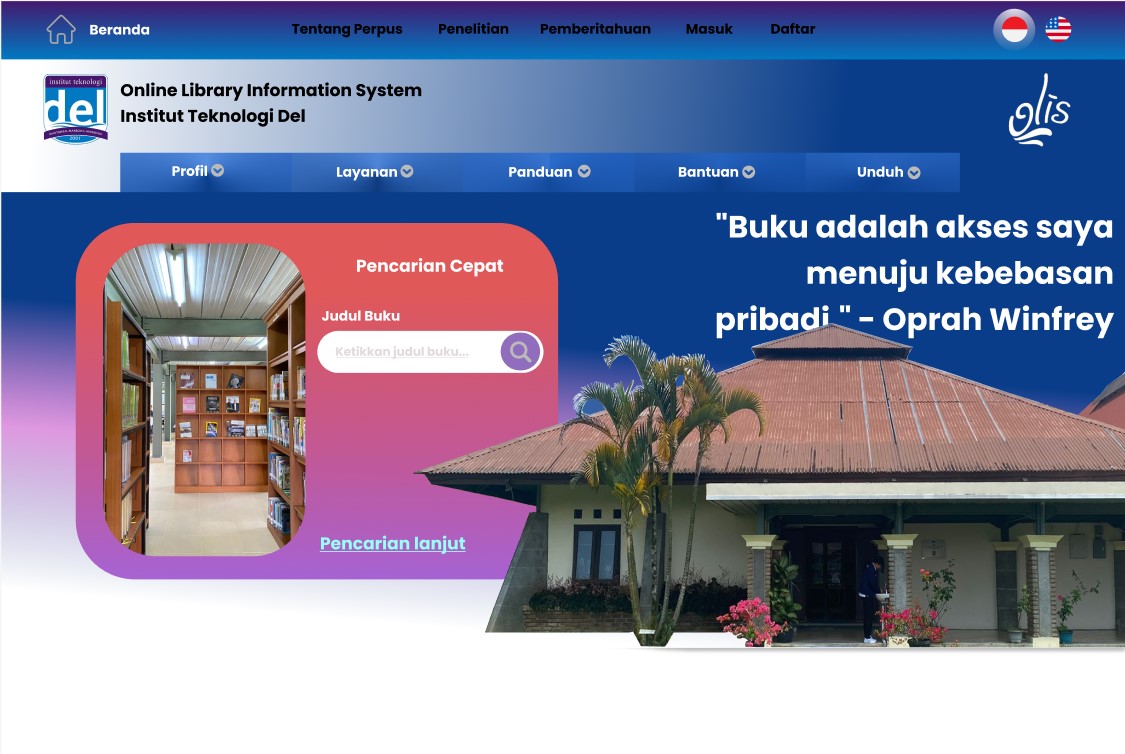 Beranda
Tentang Perpus
Penelitian
Pemberitahuan
Masuk
Daftar
institut teknologi
del
2001
Online Library Information System
Institut Teknologi Del
olis
Profil
Layanan
Panduan
Bantuan
Unduh
"Buku adalah akses saya
menuju kebebasan
pribadi." - Oprah Winfrey
Pencarian Cepat
Judul Buku
Ketikkan judul buku...
Pencarian lanjut